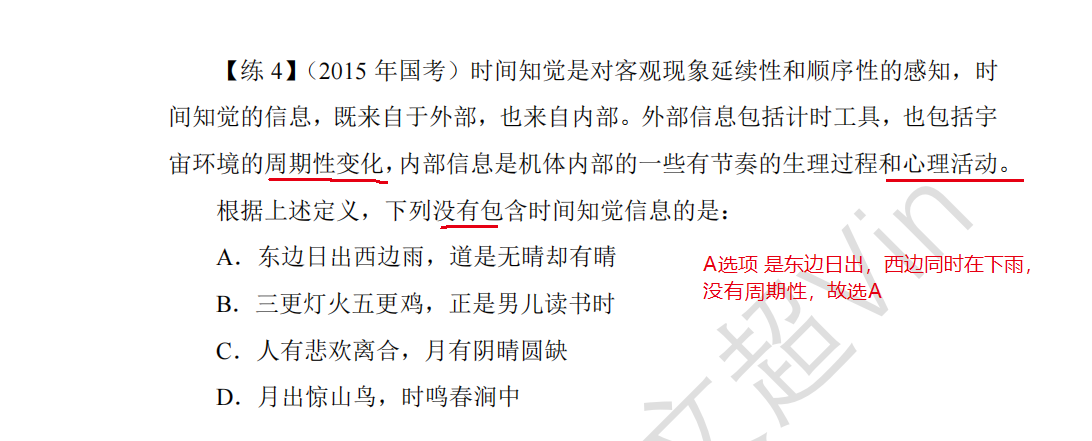 【练 4】（2015 年国考）时间知觉是对客观现象延续性和顺序性的感知，时
间知觉的信息，既来自于外部，也来自内部。外部信息包括计时工具，也包括宇
宙环境的周期性变化，内部信息是机体内部的一些有节奏的生理过程和心理活动。
根据上述定义，下列没有包含时间知觉信息的是：
A．东边日出西边雨，道是无晴却有晴
A选项 是东边日出，西边同时在下雨，
没有周期性，故选A
B．三更灯火五更鸡，正是男儿读书时
C．人有悲欢离合，月有阴晴圆缺
D．月出惊山鸟，时鸣春涧中
超Vin